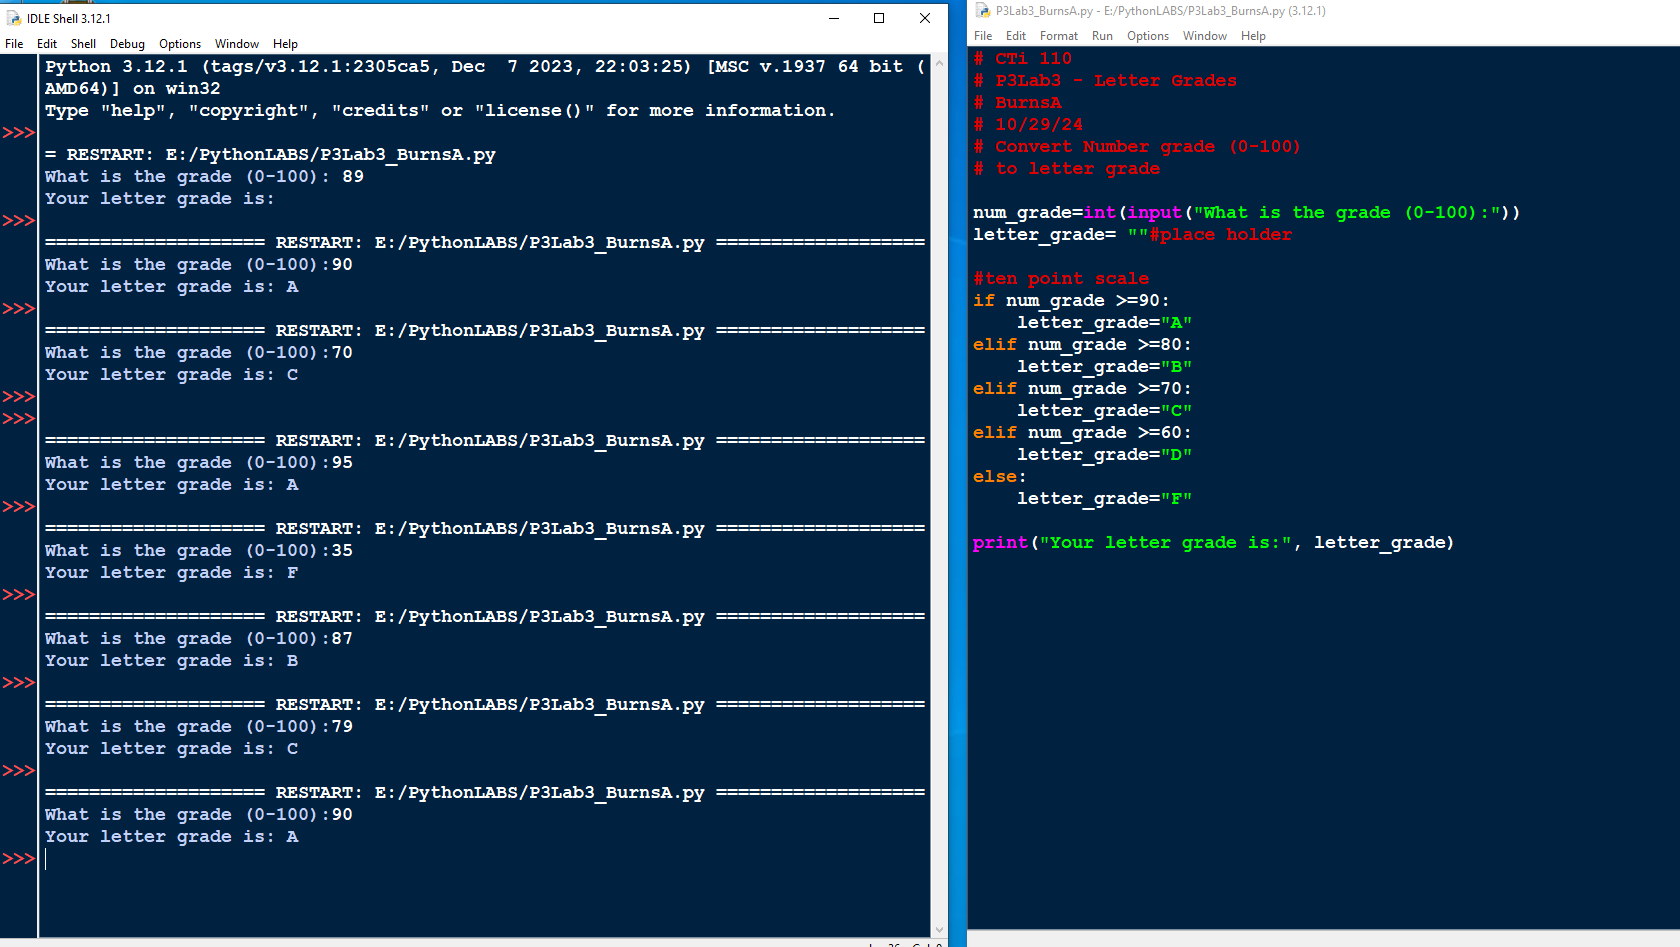 IDLE Shell 3.12.1
File Edit Shell Debug Options Window Help
Python 3.12.1 (tags/v3.12.1:2305ca5, Dec  7 2023, 22:03:25) [MSC v.1937 64 bit (
AMD64)] on win32
Type "help", "copyright", "credits" or "license()" for more information.
>>>
= RESTART: E:/PythonLABS/P3Lab3_BurnsA.py
What is the grade (0-100): 89
Your letter grade is:
>>>
==================== RESTART: E:/PythonLABS/P3Lab3_BurnsA.py ===================
What is the grade (0-100):90
Your letter grade is: A
>>>
==================== RESTART: E:/PythonLABS/P3Lab3_BurnsA.py ===================
What is the grade (0-100):70
Your letter grade is: C
>>>
>>>
==================== RESTART: E:/PythonLABS/P3Lab3_BurnsA.py ===================
What is the grade (0-100):95
Your letter grade is: A
>>>
==================== RESTART: E:/PythonLABS/P3Lab3_BurnsA.py ===================
What is the grade (0-100):35
Your letter grade is: F
>>>
==================== RESTART: E:/PythonLABS/P3Lab3_BurnsA.py ===================
What is the grade (0-100):87
Your letter grade is: B
>>>
==================== RESTART: E:/PythonLABS/P3Lab3_BurnsA.py ===================
What is the grade (0-100):79
Your letter grade is: C
>>>
==================== RESTART: E:/PythonLABS/P3Lab3_BurnsA.py ===================
What is the grade (0-100):90
Your letter grade is: A
>>>
P3Lab3_BurnsA.py - E:/PythonLABS/P3Lab3_BurnsA.py (3.12.1)
File Edit Format Run Options Window Help
# CTi 110
# P3Lab3 - Letter Grades
# BurnsA
# 10/29/24
# Convert Number grade (0-100)
# to letter grade
num_grade=int(input("What is the grade (0-100):"))
letter_grade= ""#place holder
#ten point scale
if num_grade >=90:
    letter_grade="A"
elif num_grade >=80:
    letter_grade="B"
elif num_grade >=70:
    letter_grade="C"
elif num_grade >=60:
    letter_grade="D"
else:
    letter_grade="F"
print("Your letter grade is:", letter_grade)